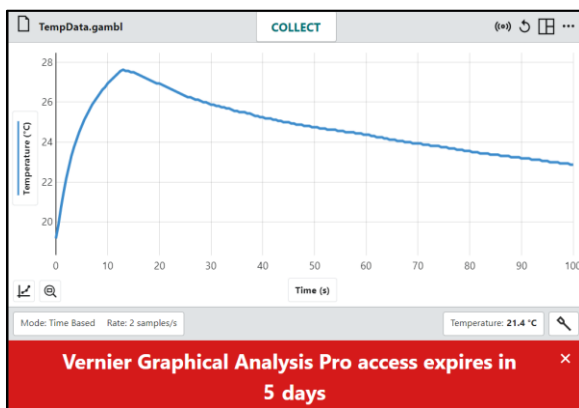 TempData.gambl
COLLECT
28
26
24
22
20
Temperature (°C)
0 10 20 30 40 50 60 70 80 90 100
Time (s)
Mode: Time Based Rate: 2 samples/s
Temperature: 21.4 °C
Vernier Graphical Analysis Pro access expires in
5 days